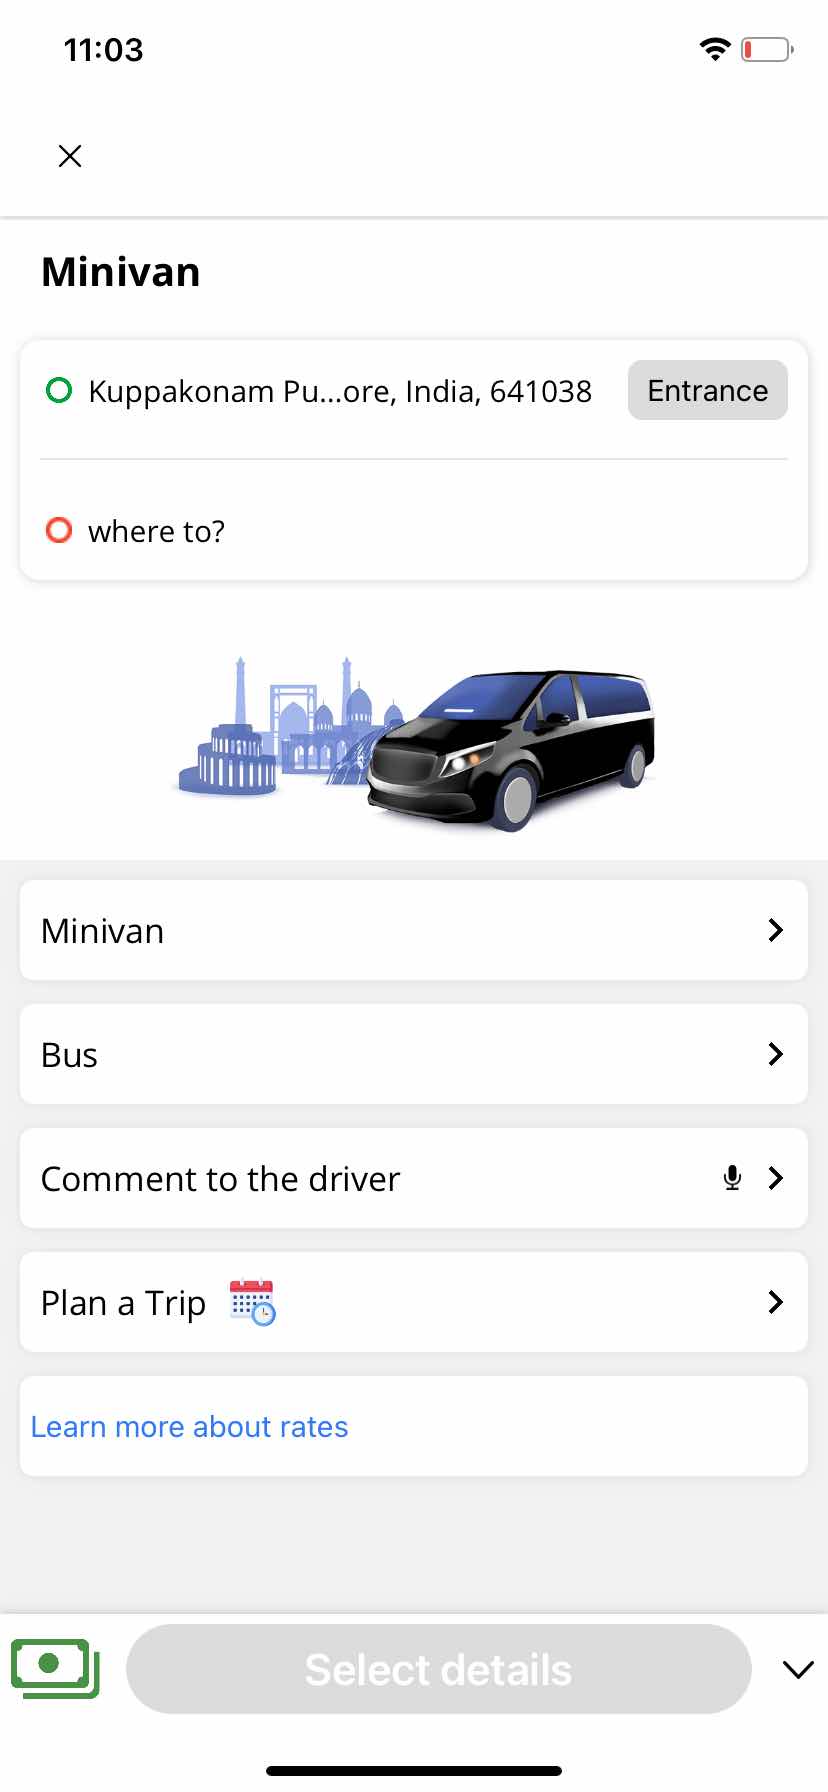 11:03
Minivan
Kuppakonam Pu...ore, India, 641038 Entrance
where to?
Minivan
Bus
Comment to the driver
Plan a Trip
Learn more about rates
Select details